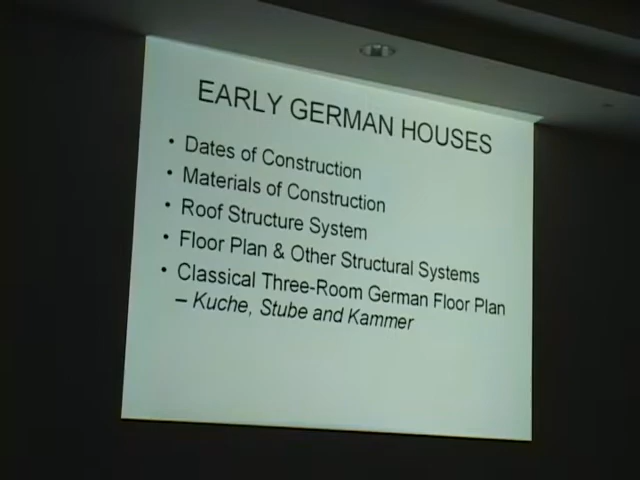 EARLY GERMAN HOUSES
• Dates of Construction
• Materials of Construction
• Roof Structure System
• Floor Plan & Other Structural Systems
• Classical Three-Room German Floor Plan
– Kuche, Stube and Kammer